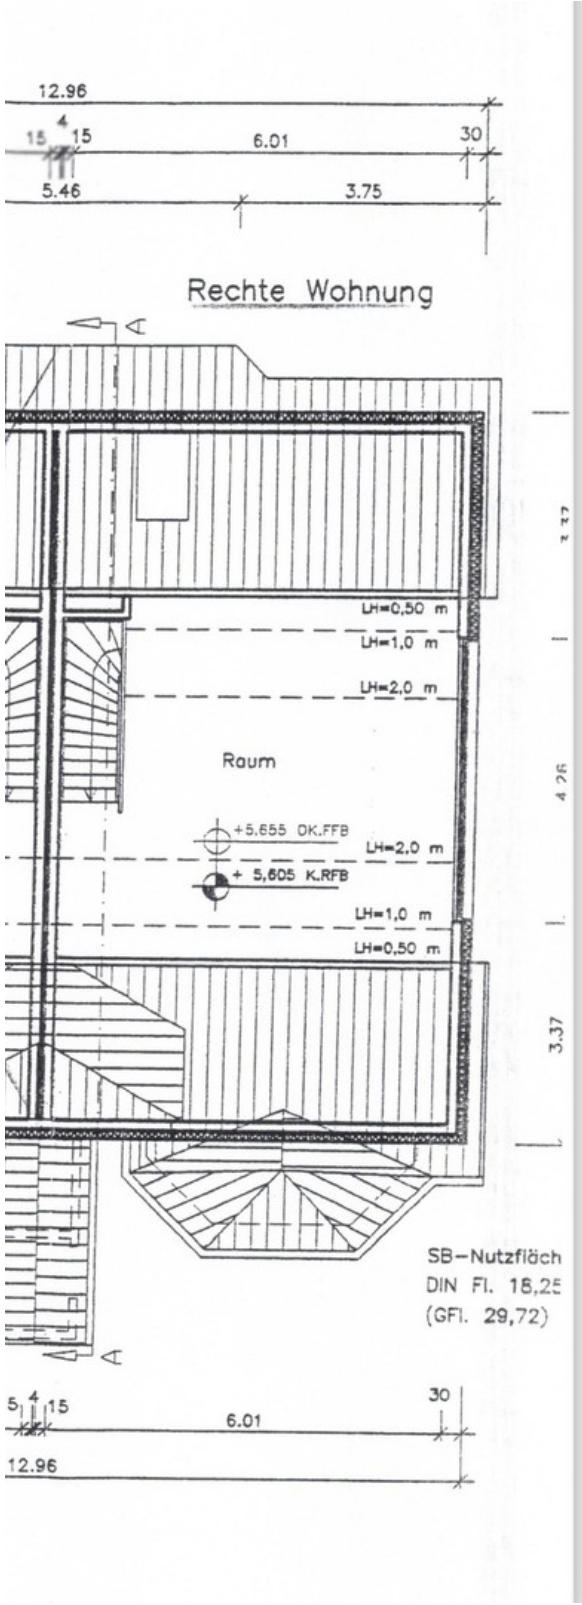 12.96
4
15 15 6.01 30
5.46 3.75
Rechte Wohnung
A
LH=0,50 m
LH=1,0 m
LH=2,0 m
Raum
4.26
+5.655 OK.FFB
LH=2,0 m
+ 5,605 K.RFB
LH=1,0 m
LH=0,50 m
3.37
SB-Nutzfläch
DIN Fl. 18,25
(GFl. 29,72)
A
5 4 15 6.01 30
12.96